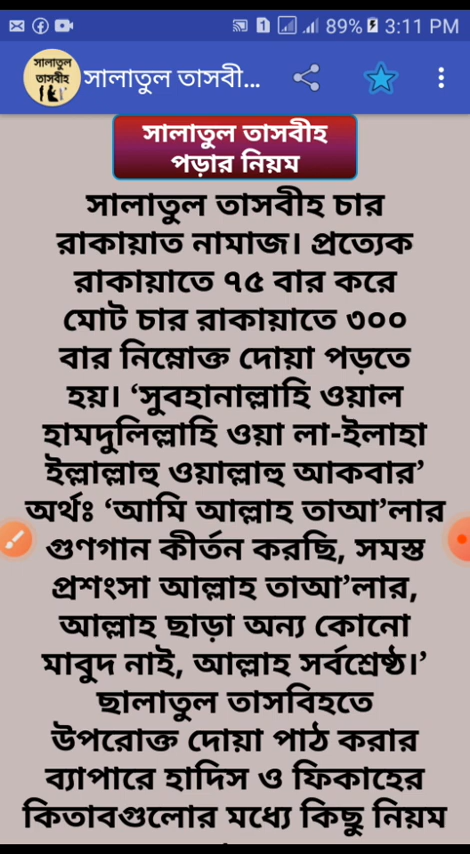 89% 3:11 PM
সালাতুল
তাসবীহ
সালাতুল তাসবী...
সালাতুল তাসবীহ
পড়ার নিয়ম
সালাতুল তাসবীহ চার
রাকায়াত নামাজ। প্রত্যেক
রাকায়াতে ৭৫ বার করে
মোট চার রাকায়াতে ৩০০
বার নিম্নোক্ত দোয়া পড়তে
হয়। ‘সুবহানাল্লাহি ওয়াল
হামদুলিল্লাহি ওয়া লা-ইলাহা
ইল্লাল্লাহু ওয়াল্লাহু আকবার’
অর্থঃ ‘আমি আল্লাহ তাআ’লার
গুণগান কীর্তন করছি, সমস্ত
প্রশংসা আল্লাহ তাআ’লার,
আল্লাহ ছাড়া অন্য কোনো
মাবুদ নাই, আল্লাহ সর্বশ্রেষ্ঠ।’
ছালাতুল তাসবিহতে
উপরোক্ত দোয়া পাঠ করার
ব্যাপারে হাদিস ও ফিকাহের
কিতাবগুলোর মধ্যে কিছু নিয়ম